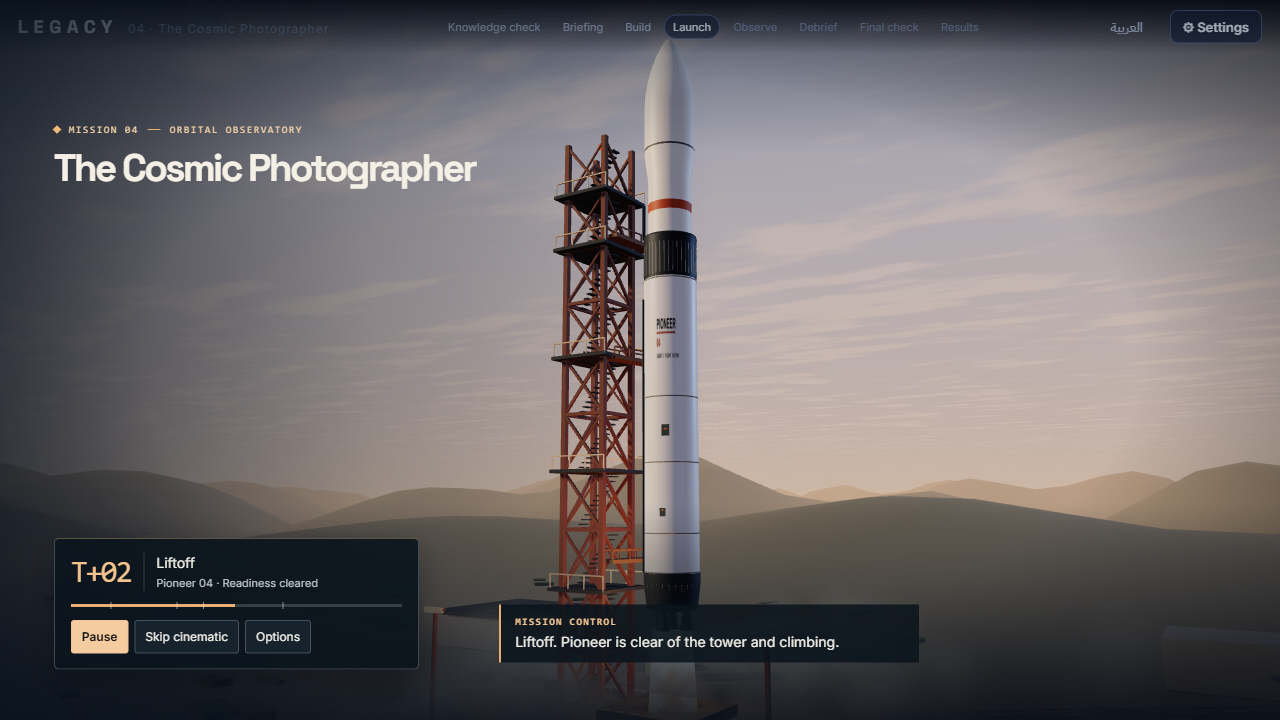 LEGACY 04 · The Cosmic Photographer
Knowledge check Briefing Build Launch Observe Debrief Final check Results
العربية
⚙ Settings
◆ MISSION 04 — ORBITAL OBSERVATORY
The Cosmic Photographer
PIONEER
04
T+02
Liftoff
Pioneer 04 · Readiness cleared
Pause Skip cinematic Options
MISSION CONTROL
Liftoff. Pioneer is clear of the tower and climbing.